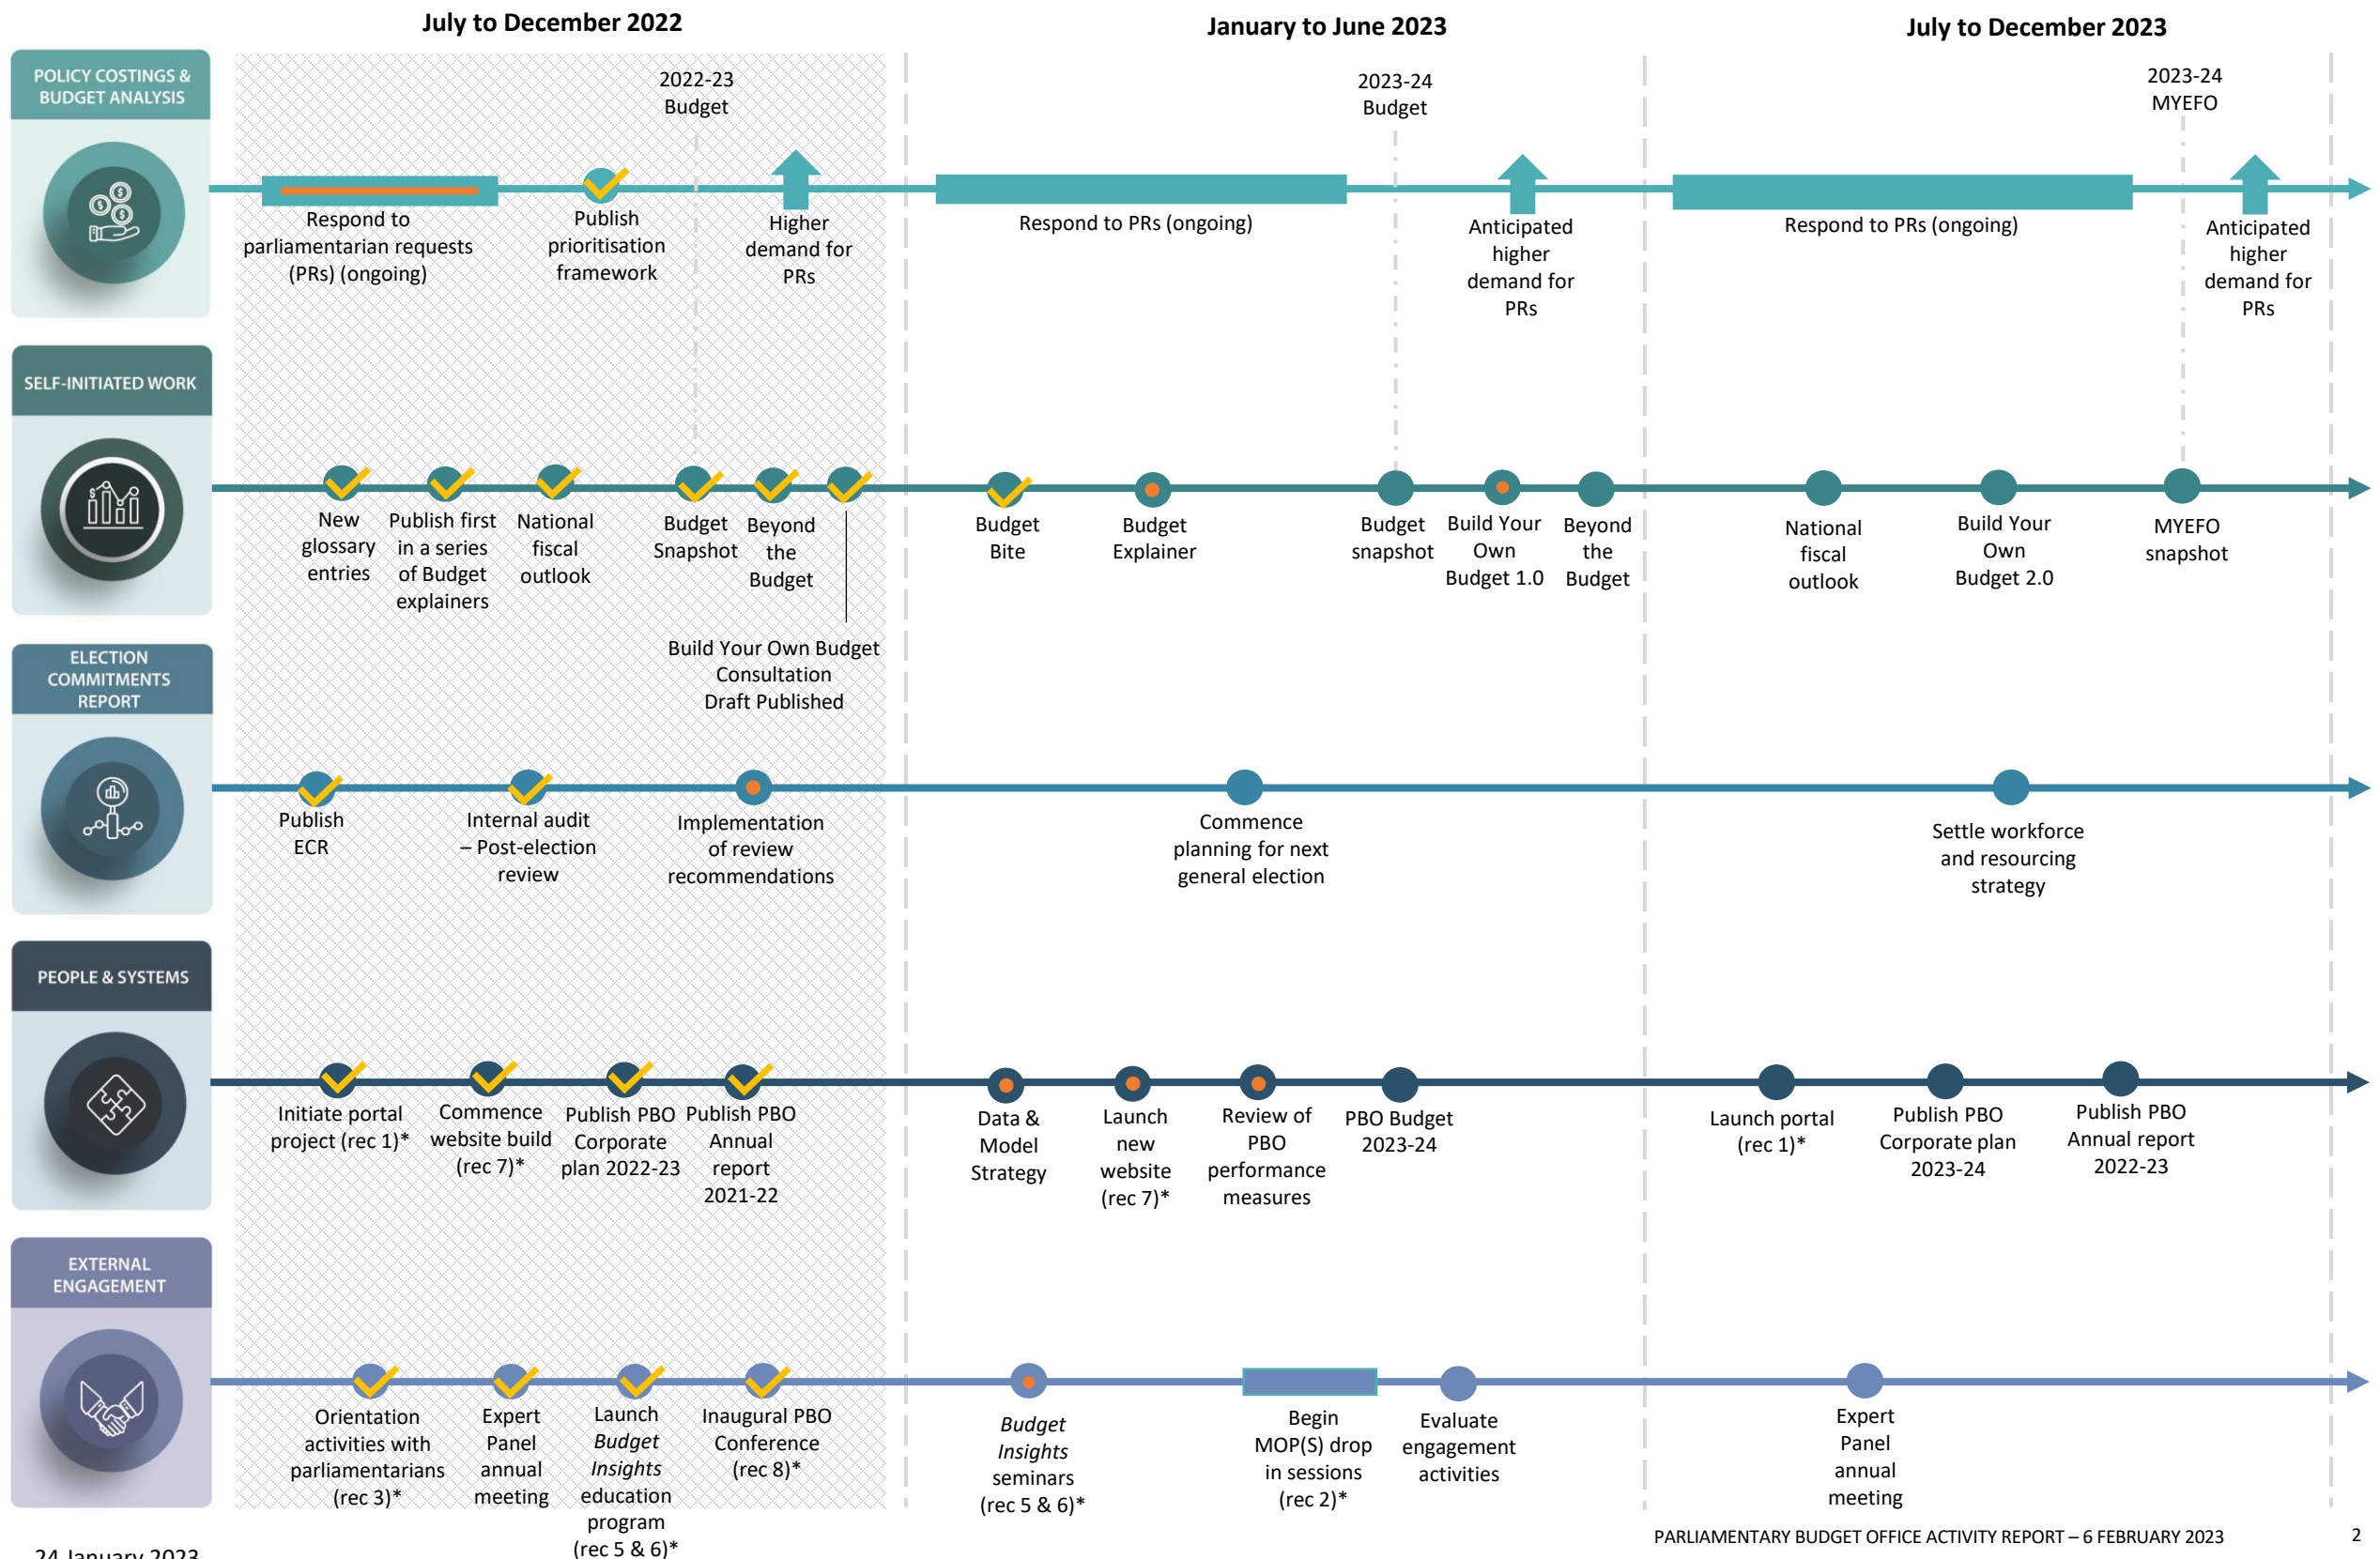 July to December 2022
January to June 2023
July to December 2023
POLICY COSTINGS &
BUDGET ANALYSIS
2022-23
Budget
2023-24
Budget
2023-24
MYEFO
Respond to
parliamentarian requests
(PRs) (ongoing)
Publish
prioritisation
framework
Higher
demand for
PRs
Respond to PRs (ongoing)
Anticipated
higher
demand for
PRs
Respond to PRs (ongoing)
Anticipated
higher
demand for
PRs
SELF-INITIATED WORK
New
glossary
entries
Publish first
in a series
of Budget
explainers
National
fiscal
outlook
Budget
Snapshot
Beyond
the
Budget
Build Your Own Budget
Consultation
Draft Published
Budget
Bite
Budget
Explainer
Budget
snapshot
Build Your
Own
Budget 1.0
Beyond
the
Budget
National
fiscal
outlook
Build Your
Own
Budget 2.0
MYEFO
snapshot
ELECTION
COMMITMENTS
REPORT
Publish
ECR
Internal audit
– Post-election
review
Implementation
of review
recommendations
Commence
planning for next
general election
Settle workforce
and resourcing
strategy
PEOPLE & SYSTEMS
Initiate portal
project (rec 1)*
Commence
website build
(rec 7)*
Publish PBO
Corporate
plan 2022-23
Publish PBO
Annual
report
2021-22
Data &
Model
Strategy
Launch
new
website
(rec 7)*
Review of
PBO
performance
measures
PBO Budget
2023-24
Launch portal
(rec 1)*
Publish PBO
Corporate plan
2023-24
Publish PBO
Annual report
2022-23
EXTERNAL
ENGAGEMENT
Orientation
activities with
parliamentarians
(rec 3)*
Expert
Panel
annual
meeting
Launch
Budget
Insights
education
program
(rec 5 & 6)*
Inaugural PBO
Conference
(rec 8)*
Budget
Insights
seminars
(rec 5 & 6)*
Begin
MOP(S) drop
in sessions
(rec 2)*
Evaluate
engagement
activities
Expert
Panel
annual
meeting
24 January 2023
PARLIAMENTARY BUDGET OFFICE ACTIVITY REPORT – 6 FEBRUARY 2023
2